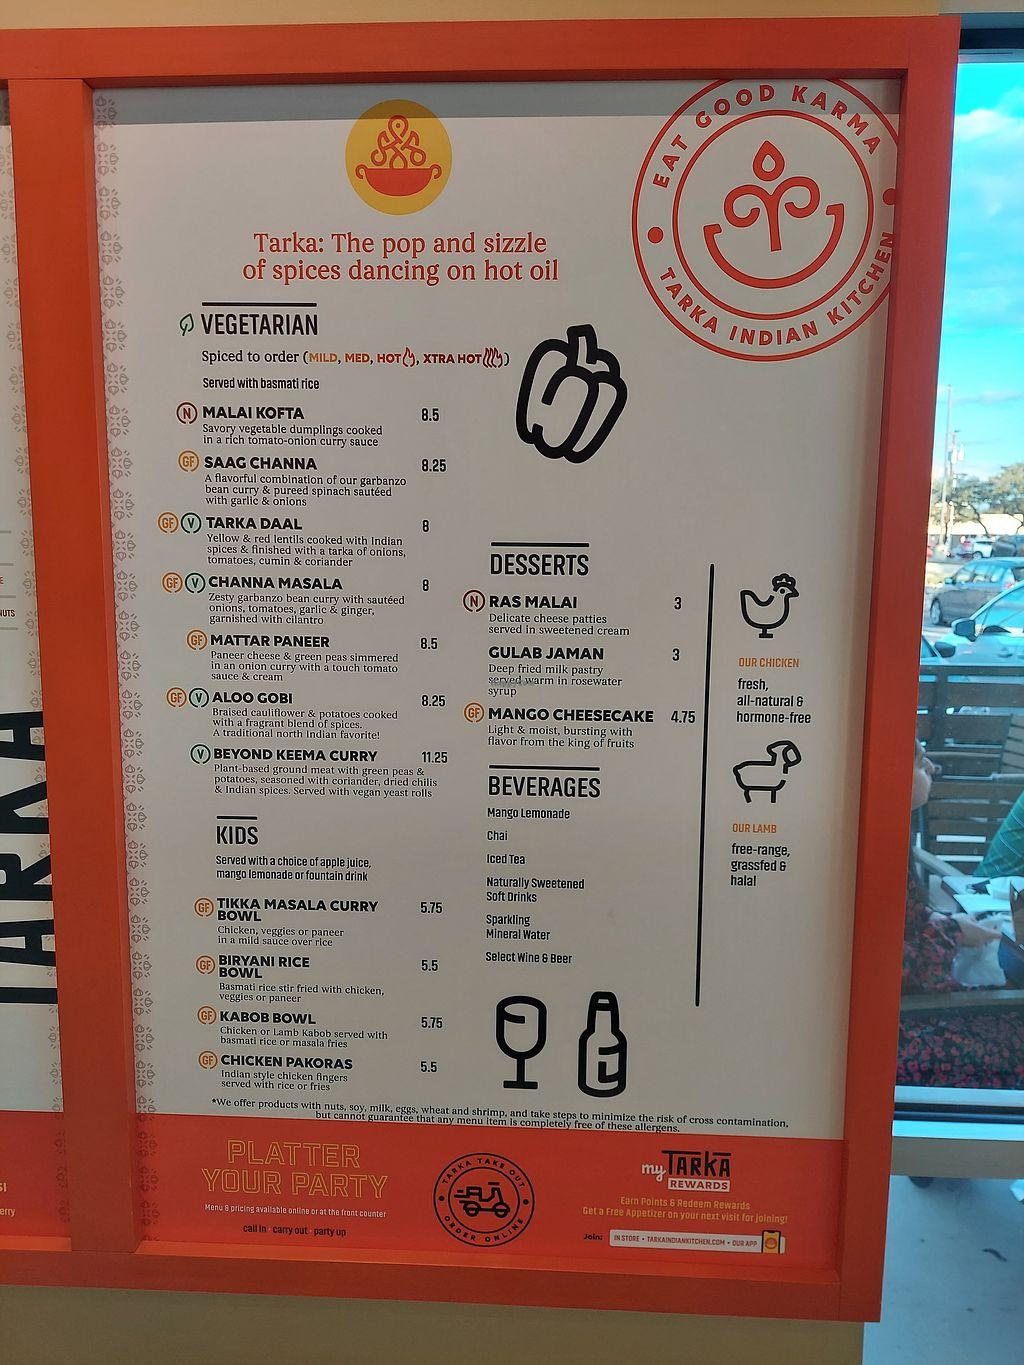 EAT GOOD KARMA
TARKA INDIAN KITCHEN
Tarka: The pop and sizzle
of spices dancing on hot oil
VEGETARIAN
Spiced to order (MILD, MED, HOT, XTRA HOT)
Served with basmati rice
N MALAI KOFTA 8.5
Savory vegetable dumplings cooked
in a rich tomato-onion curry sauce
GF SAAG CHANNA 8.25
A flavorful combination of our garbanzo
bean curry & pureed spinach sautéed
with garlic & onions
GF V TARKA DAAL 8
Yellow & red lentils cooked with Indian
spices & finished with a tarka of onions,
tomatoes, cumin & coriander
GF V CHANNA MASALA 8
Zesty garbanzo bean curry with sautéed
onions, tomatoes, garlic & ginger,
garnished with cilantro
GF MATTAR PANEER 8.5
Paneer cheese & green peas simmered
in an onion curry with a touch tomato
sauce & cream
GF V ALOO GOBI 8.25
Braised cauliflower & potatoes cooked
with a fragrant blend of spices.
A traditional north Indian favorite!
V BEYOND KEEMA CURRY 11.25
Plant-based ground meat with green peas &
potatoes, seasoned with coriander, dried chilis
& Indian spices. Served with vegan yeast rolls
KIDS
Served with a choice of apple juice,
mango lemonade or fountain drink
GF TIKKA MASALA CURRY 5.75
BOWL
Chicken, veggies or paneer
in a mild sauce over rice
GF BIRYANI RICE 5.5
BOWL
Basmati rice stir fried with chicken,
veggies or paneer
GF KABOB BOWL 5.75
Chicken or Lamb Kabob served with
basmati rice or masala fries
GF CHICKEN PAKORAS 5.5
Indian style chicken fingers
served with rice or fries
DESSERTS
N RAS MALAI 3
Delicate cheese patties
served in sweetened cream
GULAB JAMAN 3
Deep fried milk pastry
served warm in rosewater
syrup
GF MANGO CHEESECAKE 4.75
Light & moist, bursting with
flavor from the king of fruits
BEVERAGES
Mango Lemonade
Chai
Iced Tea
Naturally Sweetened
Soft Drinks
Sparkling
Mineral Water
Select Wine & Beer
OUR CHICKEN
fresh,
all-natural &
hormone-free
OUR LAMB
free-range,
grassfed &
halal
*We offer products with nuts, soy, milk, eggs, wheat and shrimp, and take steps to minimize the risk of cross contamination,
but cannot guarantee that any menu item is completely free of these allergens.
PLATTER
YOUR PARTY
Menu & pricing available online or at the front counter
call in · carry out · party up
TARKA TAKE OUT
ORDER ONLINE
my TARKA
REWARDS
Earn Points & Redeem Rewards
Get a Free Appetizer on your next visit for joining!
Join: IN STORE • TARKAINDIANKITCHEN.COM • OUR APP
TARKA
NUTS